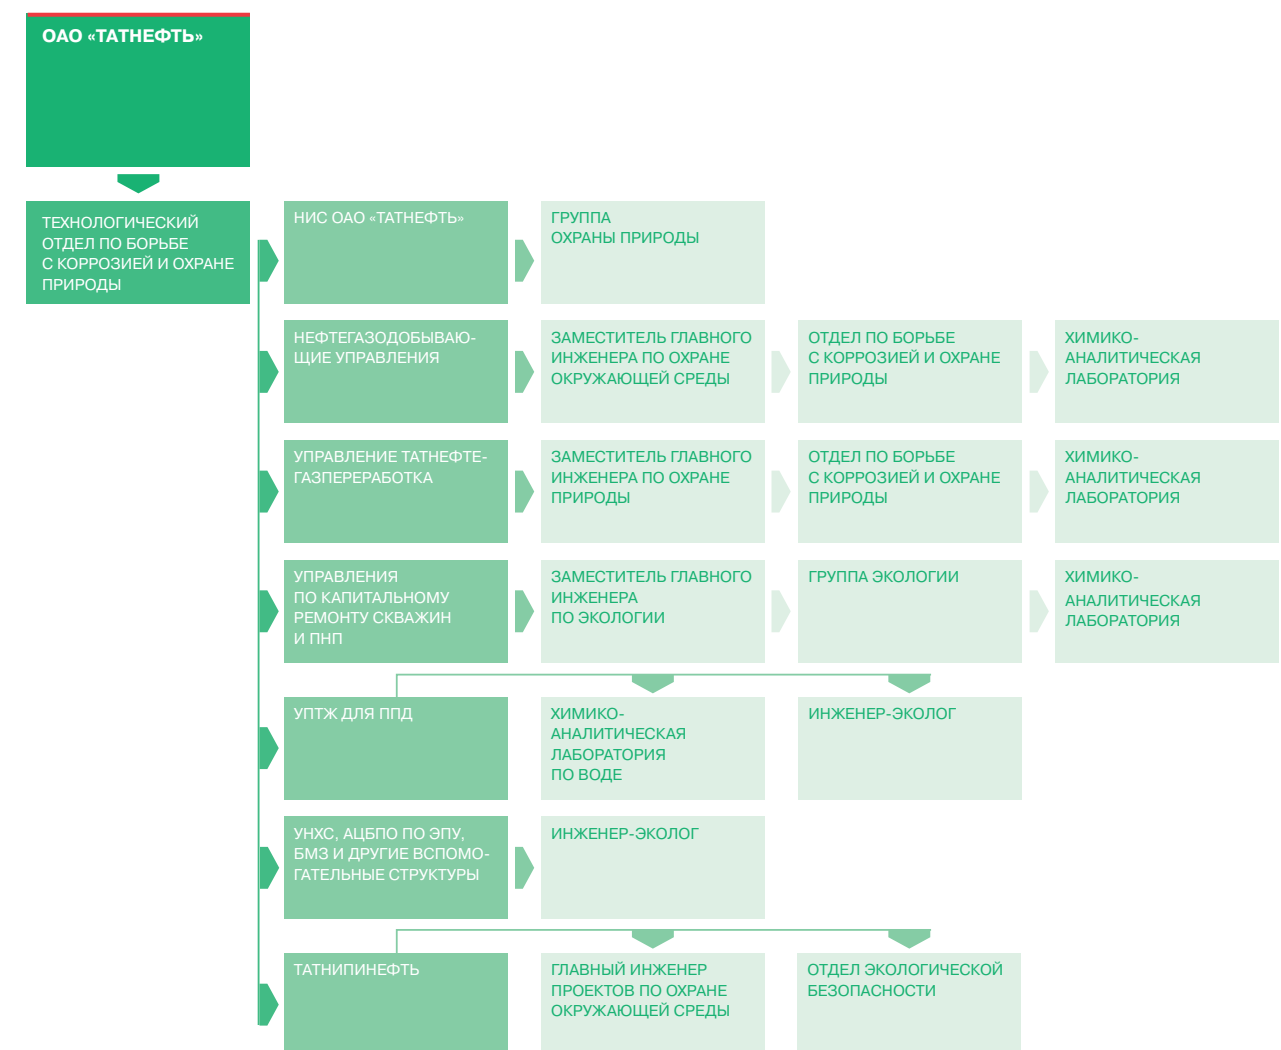 ОАО «ТАТНЕФТЬ»
ТЕХНОЛОГИЧЕСКИЙ
ОТДЕЛ ПО БОРЬБЕ
С КОРРОЗИЕЙ И ОХРАНЕ
ПРИРОДЫ
НИС ОАО «ТАТНЕФТЬ»
ГРУППА
ОХРАНЫ ПРИРОДЫ
НЕФТЕГАЗОДОБЫВАЮ-
ЩИЕ УПРАВЛЕНИЯ
ЗАМЕСТИТЕЛЬ ГЛАВНОГО
ИНЖЕНЕРА ПО ОХРАНЕ
ОКРУЖАЮЩЕЙ СРЕДЫ
ОТДЕЛ ПО БОРЬБЕ
С КОРРОЗИЕЙ И ОХРАНЕ
ПРИРОДЫ
ХИМИКО-
АНАЛИТИЧЕСКАЯ
ЛАБОРАТОРИЯ
УПРАВЛЕНИЕ ТАТНЕФТЕ-
ГАЗПЕРЕРАБОТКА
ЗАМЕСТИТЕЛЬ ГЛАВНОГО
ИНЖЕНЕРА ПО ОХРАНЕ
ПРИРОДЫ
ОТДЕЛ ПО БОРЬБЕ
С КОРРОЗИЕЙ И ОХРАНЕ
ПРИРОДЫ
ХИМИКО-
АНАЛИТИЧЕСКАЯ
ЛАБОРАТОРИЯ
УПРАВЛЕНИЯ
ПО КАПИТАЛЬНОМУ
РЕМОНТУ СКВАЖИН
И ПНП
ЗАМЕСТИТЕЛЬ ГЛАВНОГО
ИНЖЕНЕРА
ПО ЭКОЛОГИИ
ГРУППА ЭКОЛОГИИ
ХИМИКО-
АНАЛИТИЧЕСКАЯ
ЛАБОРАТОРИЯ
УПТЖ ДЛЯ ППД
ХИМИКО-
АНАЛИТИЧЕСКАЯ
ЛАБОРАТОРИЯ
ПО ВОДЕ
ИНЖЕНЕР-ЭКОЛОГ
УНХС, АЦБПО ПО ЭПУ,
БМЗ И ДРУГИЕ ВСПОМО-
ГАТЕЛЬНЫЕ СТРУКТУРЫ
ИНЖЕНЕР-ЭКОЛОГ
ТАТНИПИНЕФТЬ
ГЛАВНЫЙ ИНЖЕНЕР
ПРОЕКТОВ ПО ОХРАНЕ
ОКРУЖАЮЩЕЙ СРЕДЫ
ОТДЕЛ ЭКОЛОГИЧЕСКОЙ
БЕЗОПАСНОСТИ